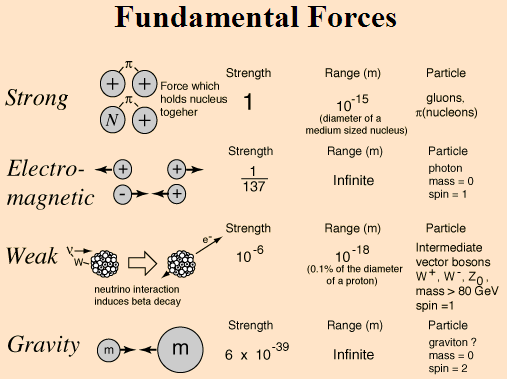 Fundamental Forces
Strong
π
+ +
π
N +
Force which
holds nucleus
togeher
Strength
1
Range (m)
10⁻¹⁵
(diameter of a
medium sized nucleus)
Particle
gluons,
π(nucleons)
Electro-
magnetic
+ +
- +
Strength
1
137
Range (m)
Infinite
Particle
photon
mass = 0
spin = 1
Weak
ν
W
e⁻
neutrino interaction
induces beta decay
Strength
10⁻⁶
Range (m)
10⁻¹⁸
(0.1% of the diameter
of a proton)
Particle
Intermediate
vector bosons
W⁺, W⁻, Z₀,
mass > 80 GeV
spin =1
Gravity
m m
Strength
6 x 10⁻³⁹
Range (m)
Infinite
Particle
graviton ?
mass = 0
spin = 2